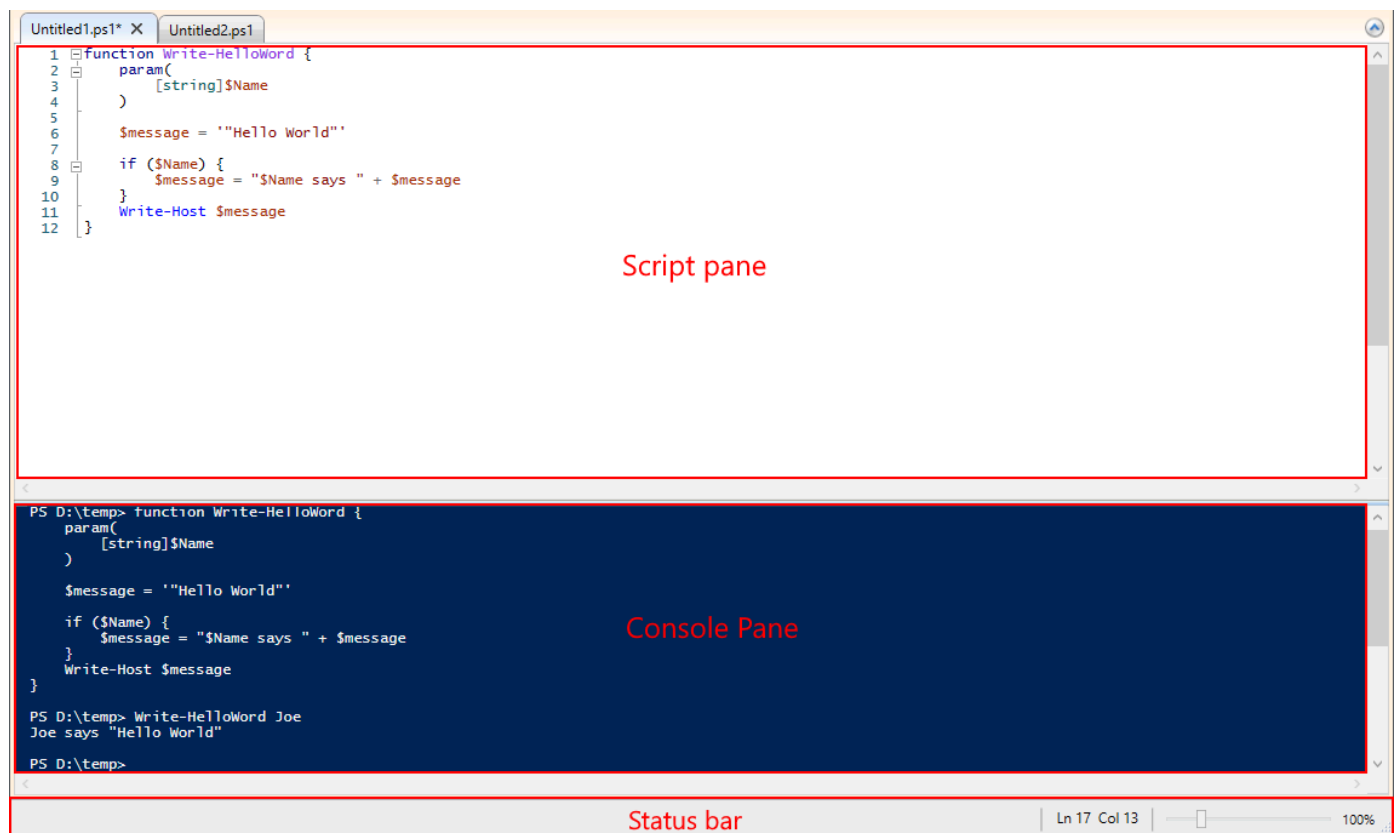 Untitled1.ps1* X Untitled2.ps1
1 function Write-HelloWord {
2 param(
3 [string]$Name
4 )
5
6 $message = '"Hello World"'
7
8 if ($Name) {
9 $message = "$Name says " + $message
10 }
11 Write-Host $message
12 }
Script pane
PS D:\temp> function Write-HelloWord {
param(
[string]$Name
)
$message = '"Hello World"'
if ($Name) {
$message = "$Name says " + $message
}
Write-Host $message
}
Console Pane
PS D:\temp> Write-HelloWord Joe
Joe says "Hello World"
PS D:\temp>
Status bar
Ln 17 Col 13
100%